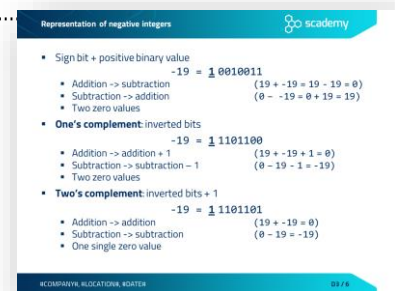 Representation of negative integers
scademy
Sign bit + positive binary value
-19 = 1 0010011
Addition -> subtraction (19 + -19 = 19 - 19 = 0)
Subtraction -> addition (0 - -19 = 0 + 19 = 19)
Two zero values
One's complement: inverted bits
-19 = 1 1101100
Addition -> addition + 1 (19 + -19 + 1 = 0)
Subtraction -> subtraction – 1 (0 – 19 - 1 = -19)
Two zero values
Two's complement: inverted bits + 1
-19 = 1 1101101
Addition -> addition (19 + -19 = 0)
Subtraction -> subtraction (0 – 19 = -19)
One single zero value
#COMPANY#, #LOCATION#, #DATE# 03 / 6